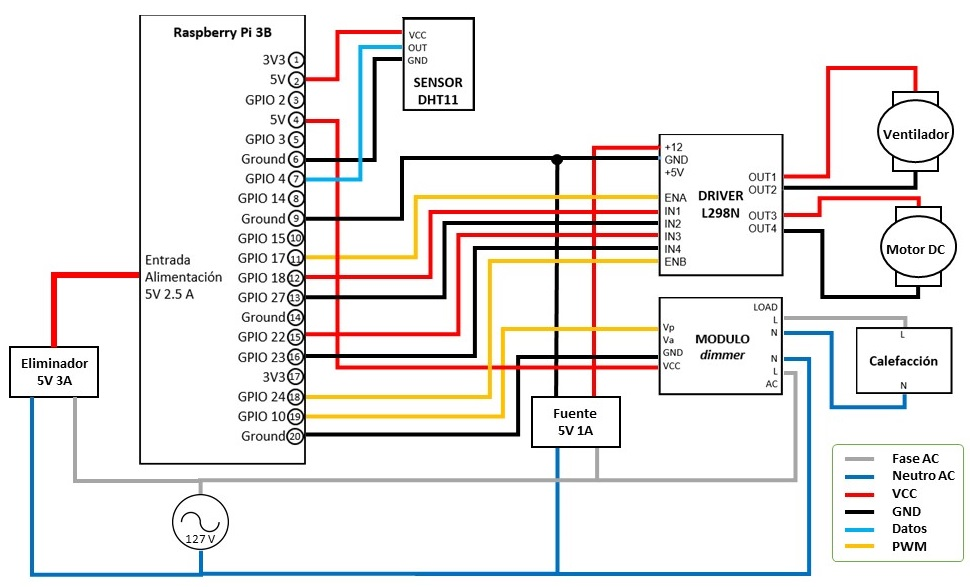 Raspberry Pi 3B
3V3 1
5V 2
GPIO 2 3
5V 4
GPIO 3 5
Ground 6
GPIO 4 7
GPIO 14 8
Ground 9
GPIO 15 10
GPIO 17 11
GPIO 18 12
GPIO 27 13
Ground 14
GPIO 22 15
GPIO 23 16
3V3 17
GPIO 24 18
GPIO 10 19
Ground 20
Entrada
Alimentación
5V 2.5 A
VCC
OUT
GND
SENSOR
DHT11
+12
GND
+5V
ENA
IN1
IN2
IN3
IN4
ENB
DRIVER
L298N
OUT1
OUT2
OUT3
OUT4
Ventilador
Motor DC
Vp
Va
GND
VCC
MODULO
dimmer
LOAD
L
N
N
L
AC
L
Calefacción
N
Eliminador
5V 3A
Fuente
5V 1A
127 V
Fase AC
Neutro AC
VCC
GND
Datos
PWM